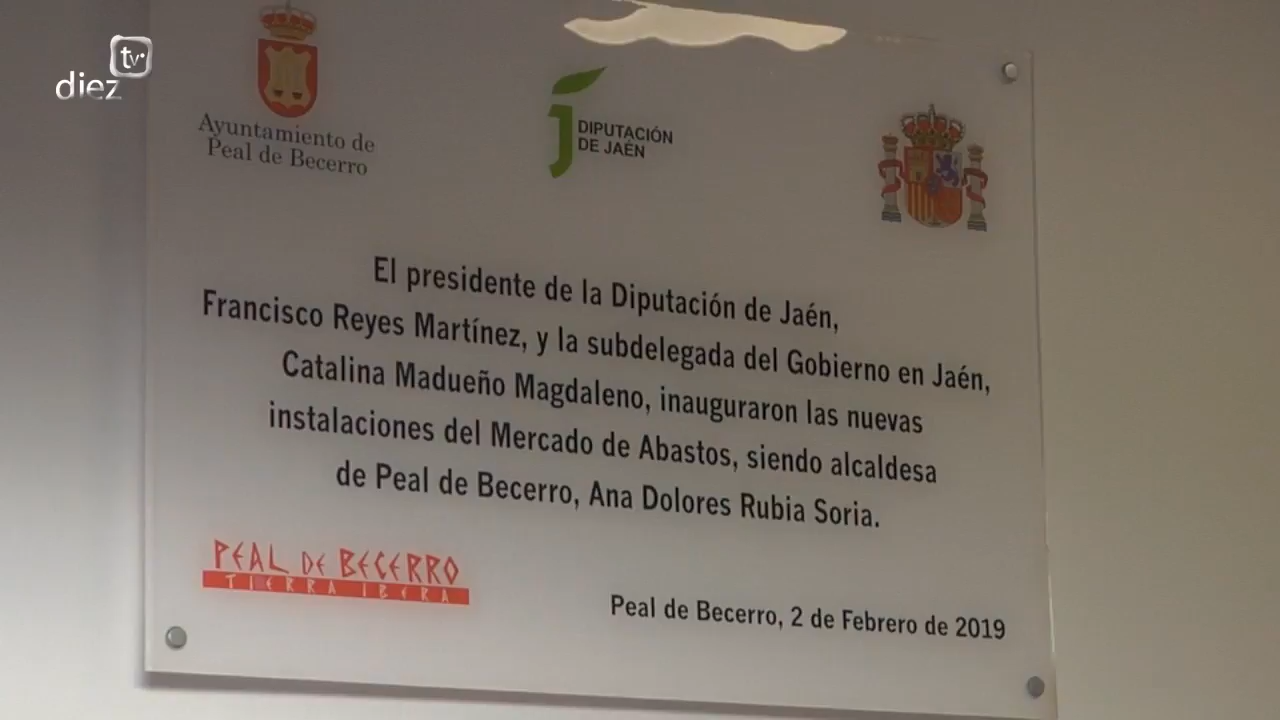 diez tv
Ayuntamiento de
Peal de Becerro
DIPUTACIÓN
DE JAÉN
El presidente de la Diputación de Jaén,
Francisco Reyes Martínez, y la subdelegada del Gobierno en Jaén,
Catalina Madueño Magdaleno, inauguraron las nuevas
instalaciones del Mercado de Abastos, siendo alcaldesa
de Peal de Becerro, Ana Dolores Rubia Soria.
PEAL DE BECERRO
TIERRA IBERA
Peal de Becerro, 2 de Febrero de 2019